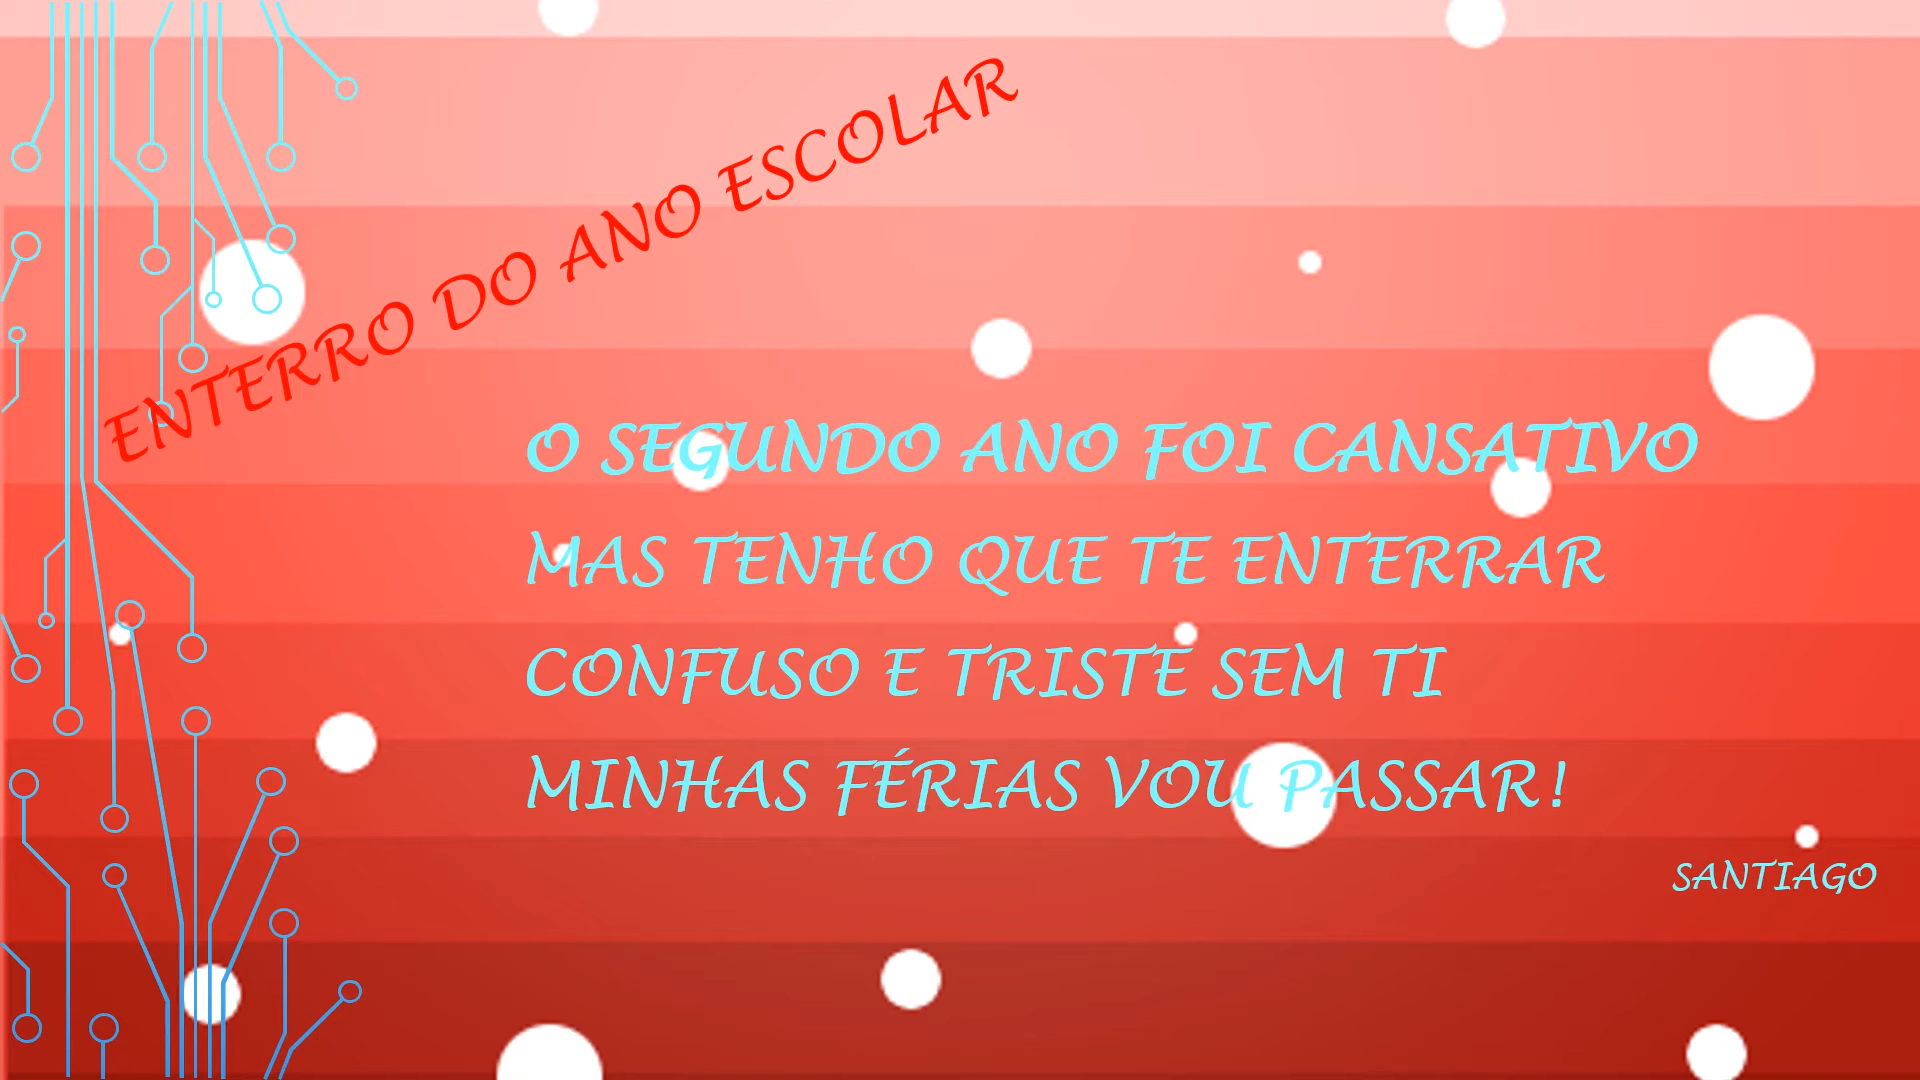 ENTERRO DO ANO ESCOLAR
O SEGUNDO ANO FOI CANSATIVO
MAS TENHO QUE TE ENTERRAR
CONFUSO E TRISTE SEM TI
MINHAS FÉRIAS VOU PASSAR!
SANTIAGO